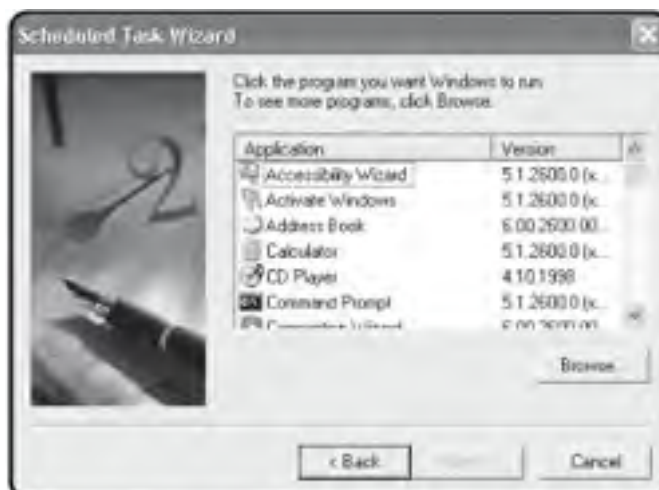 Scheduled Task Wizard
Click the program you want Windows to run.
To see more programs, click Browse.
Application Version
Accessibility Wizard 5.1.2600.0 (x...
Activate Windows 5.1.2600.0 (x...
Address Book 6.00.2600.00...
Calculator 5.1.2600.0 (x...
CD Player 4.10.1998
Command Prompt 5.1.2600.0 (x...
Browse
< Back
Cancel
2